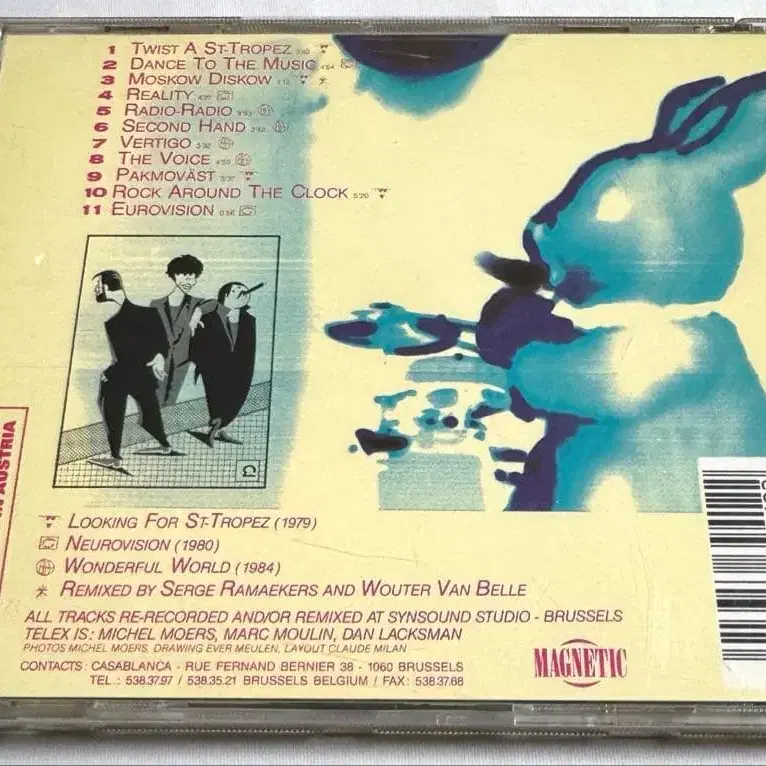 1 TWIST A ST-TROPEZ
2 DANCE TO THE MUSIC
3 MOSKOW DISKOW
4 REALITY
5 RADIO-RADIO
6 SECOND HAND
7 VERTIGO
8 THE VOICE
9 PAKMOVÄST
10 ROCK AROUND THE CLOCK 5'20
11 EUROVISION
LOOKING FOR ST-TROPEZ (1979)
NEUROVISION (1980)
WONDERFUL WORLD (1984)
REMIXED BY SERGE RAMAEKERS AND WOUTER VAN BELLE
ALL TRACKS RE-RECORDED AND/OR REMIXED AT SYNSOUND STUDIO - BRUSSELS
TELEX IS: MICHEL MOERS, MARC MOULIN, DAN LACKSMAN
PHOTOS MICHEL MOERS, DRAWING EVER MEULEN, LAYOUT CLAUDE MILAN
CONTACTS: CASABLANCA - RUE FERNAND BERNIER 38 - 1060 BRUSSELS
TEL.: 538.37.97 / 538.35.21 BRUSSELS BELGIUM / FAX: 538.37.68
MAGNETIC
AUSTRIA